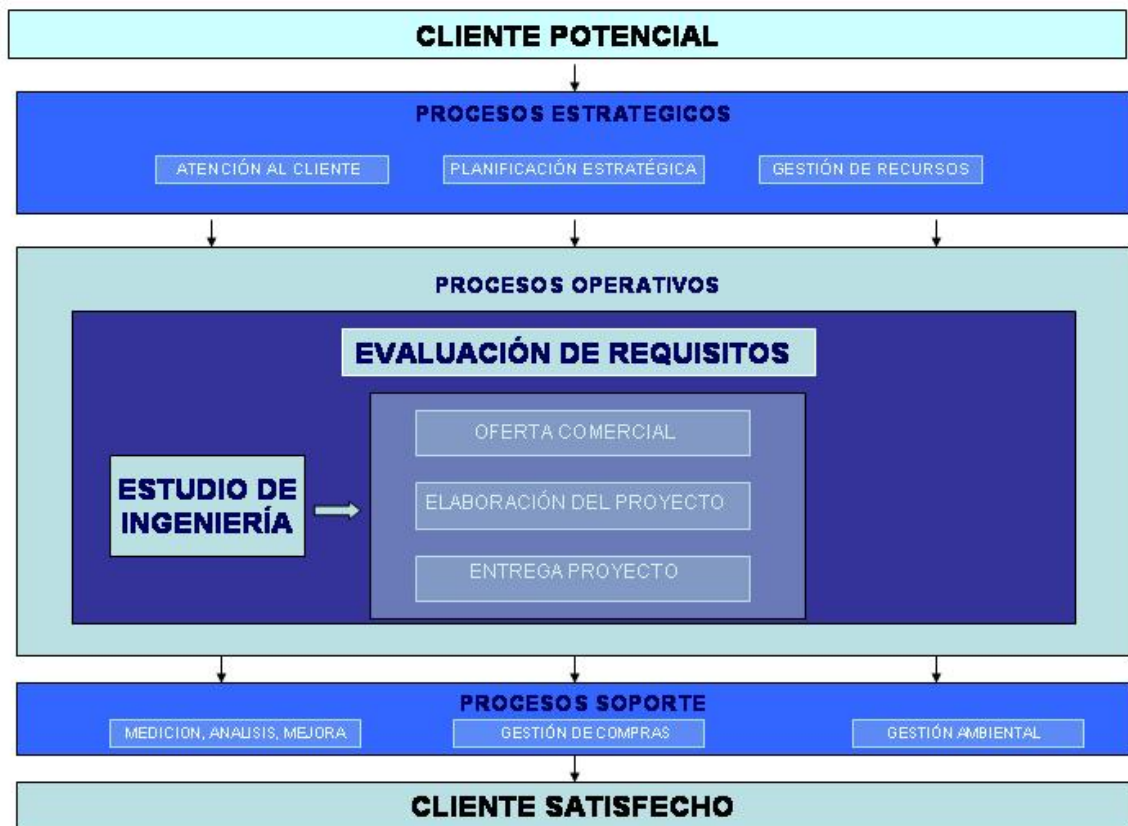 CLIENTE POTENCIAL
PROCESOS ESTRATEGICOS
ATENCIÓN AL CLIENTE
PLANIFICACIÓN ESTRATÉGICA
GESTIÓN DE RECURSOS
PROCESOS OPERATIVOS
EVALUACIÓN DE REQUISITOS
OFERTA COMERCIAL
ESTUDIO DE
INGENIERÍA
ELABORACIÓN DEL PROYECTO
ENTREGA PROYECTO
PROCESOS SOPORTE
MEDICION, ANALISIS, MEJORA
GESTIÓN DE COMPRAS
GESTIÓN AMBIENTAL
CLIENTE SATISFECHO